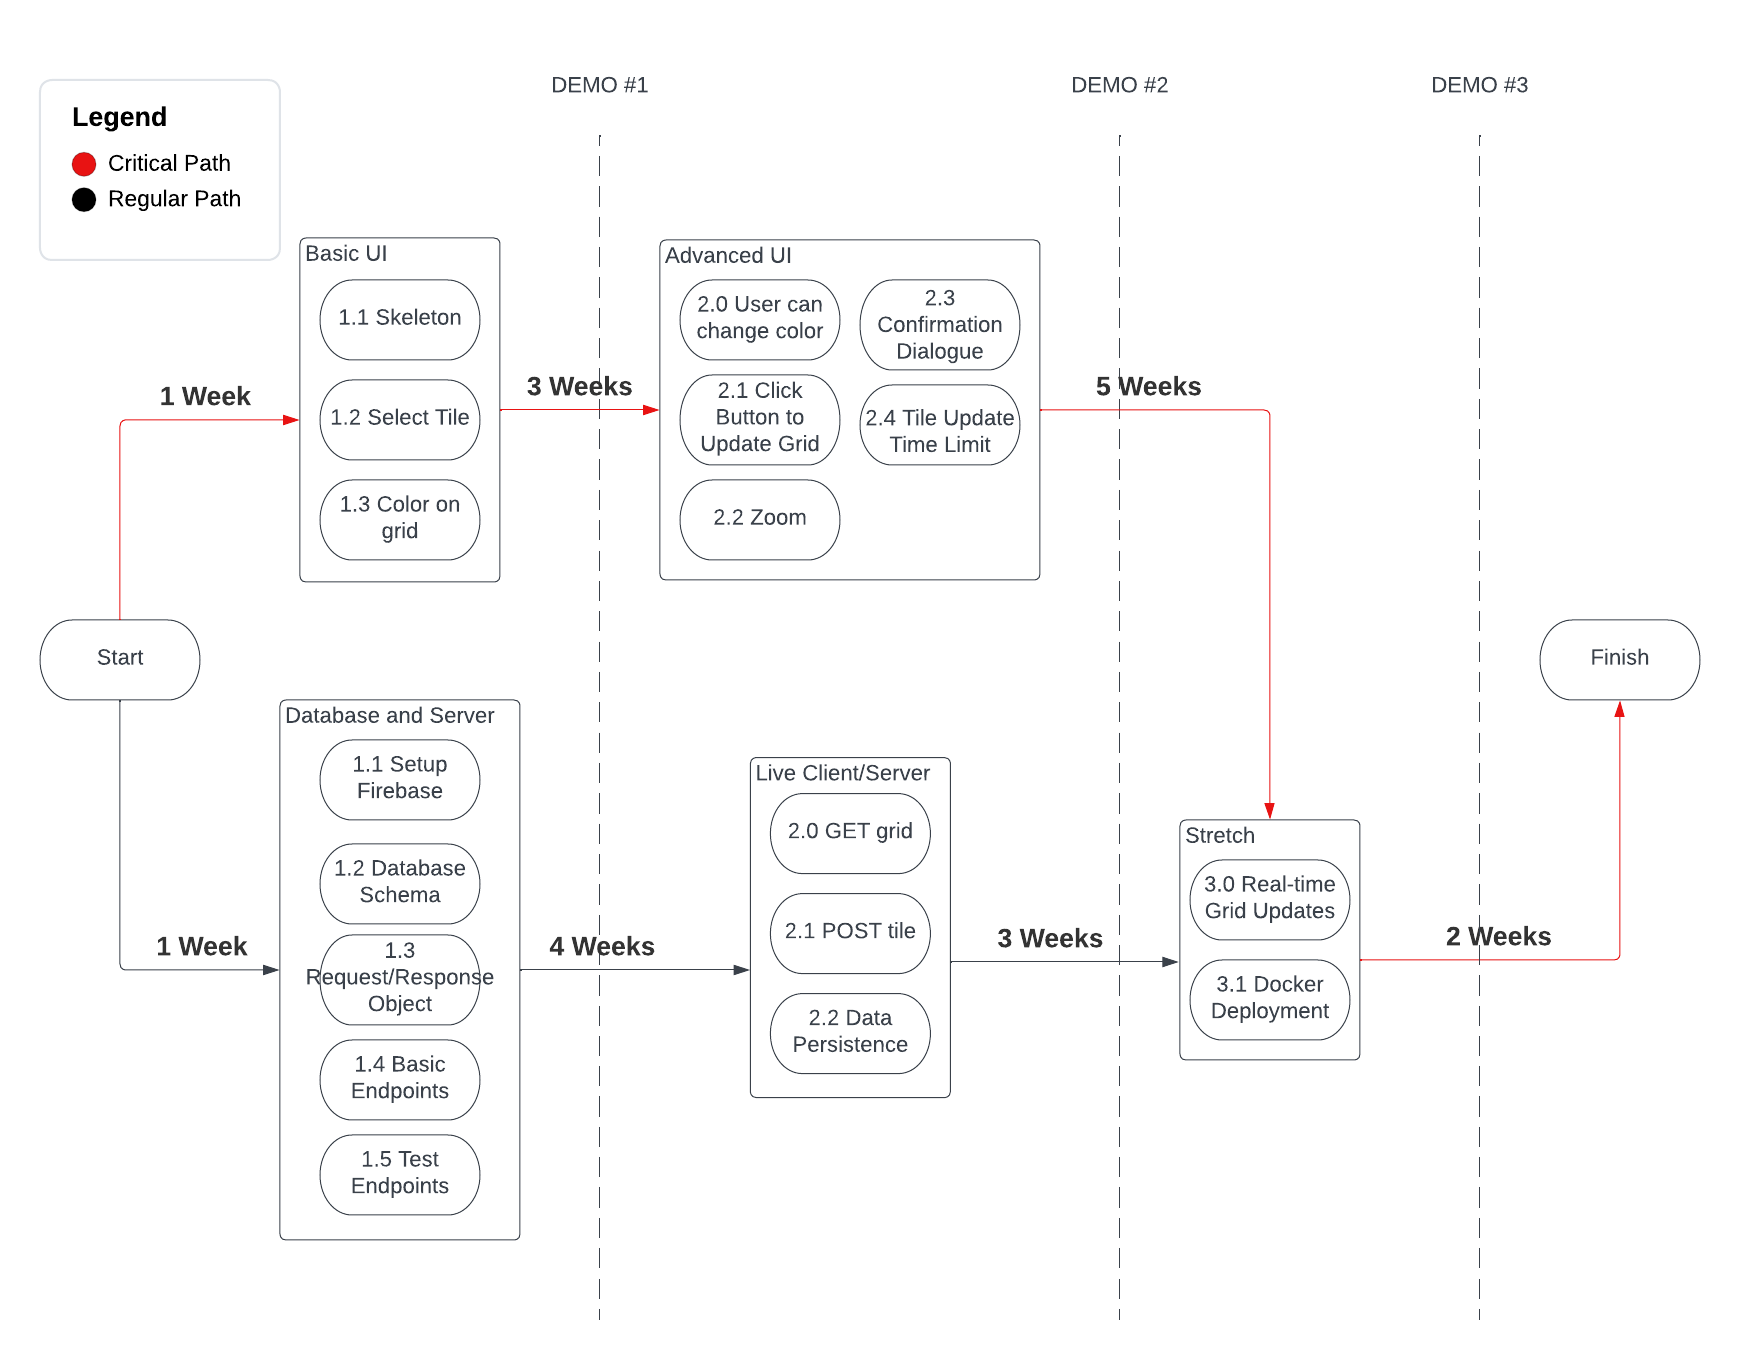 DEMO #1
DEMO #2
DEMO #3
Legend
Critical Path
Regular Path
Basic UI
1.1 Skeleton
1.2 Select Tile
1.3 Color on
grid
Advanced UI
2.0 User can
change color
2.1 Click
Button to
Update Grid
2.2 Zoom
2.3
Confirmation
Dialogue
2.4 Tile Update
Time Limit
1 Week
3 Weeks
5 Weeks
Start
Finish
Database and Server
1.1 Setup
Firebase
1.2 Database
Schema
1.3
Request/Response
Object
1.4 Basic
Endpoints
1.5 Test
Endpoints
Live Client/Server
2.0 GET grid
2.1 POST tile
2.2 Data
Persistence
Stretch
3.0 Real-time
Grid Updates
3.1 Docker
Deployment
1 Week
4 Weeks
3 Weeks
2 Weeks